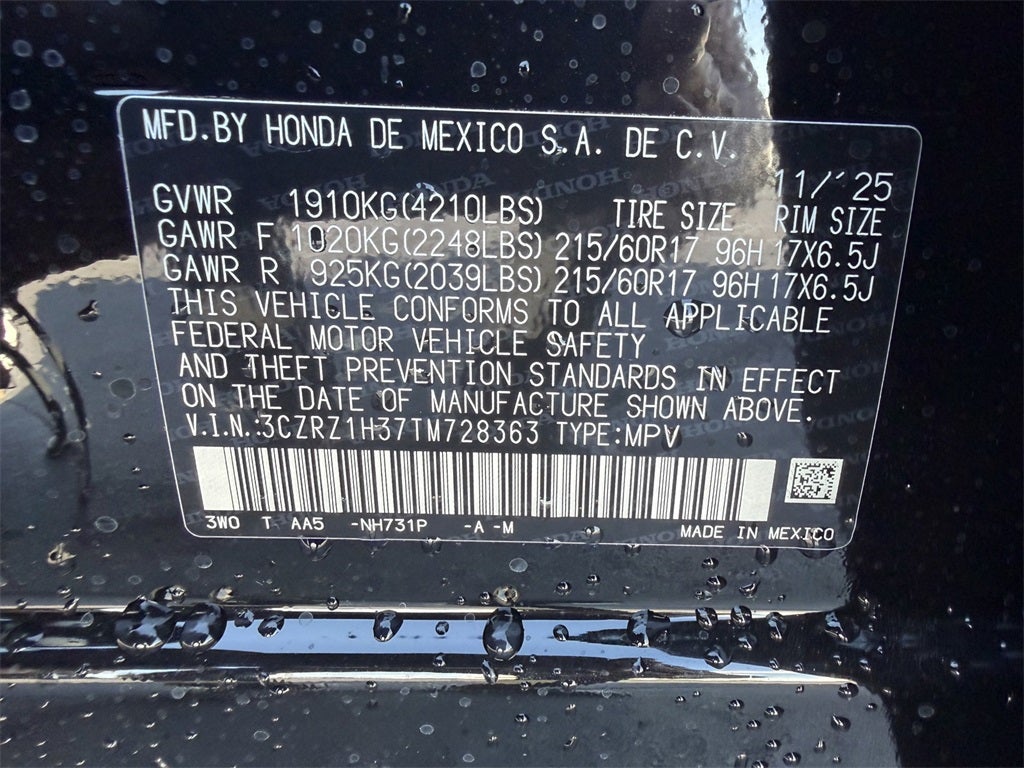 MFD.BY HONDA DE MEXICO S.A. DE C.V.
11/'25
GVWR 1910KG(4210LBS) TIRE SIZE RIM SIZE
GAWR F 1020KG(2248LBS) 215/60R17 96H 17X6.5J
GAWR R 925KG(2039LBS) 215/60R17 96H 17X6.5J
THIS VEHICLE CONFORMS TO ALL APPLICABLE
FEDERAL MOTOR VEHICLE SAFETY
AND THEFT PREVENTION STANDARDS IN EFFECT
ON THE DATE OF MANUFACTURE SHOWN ABOVE.
V.I.N.:3CZRZ1H37TM728363 TYPE:MPV
3W0 T AA5 -NH731P -A -M MADE IN MEXICO